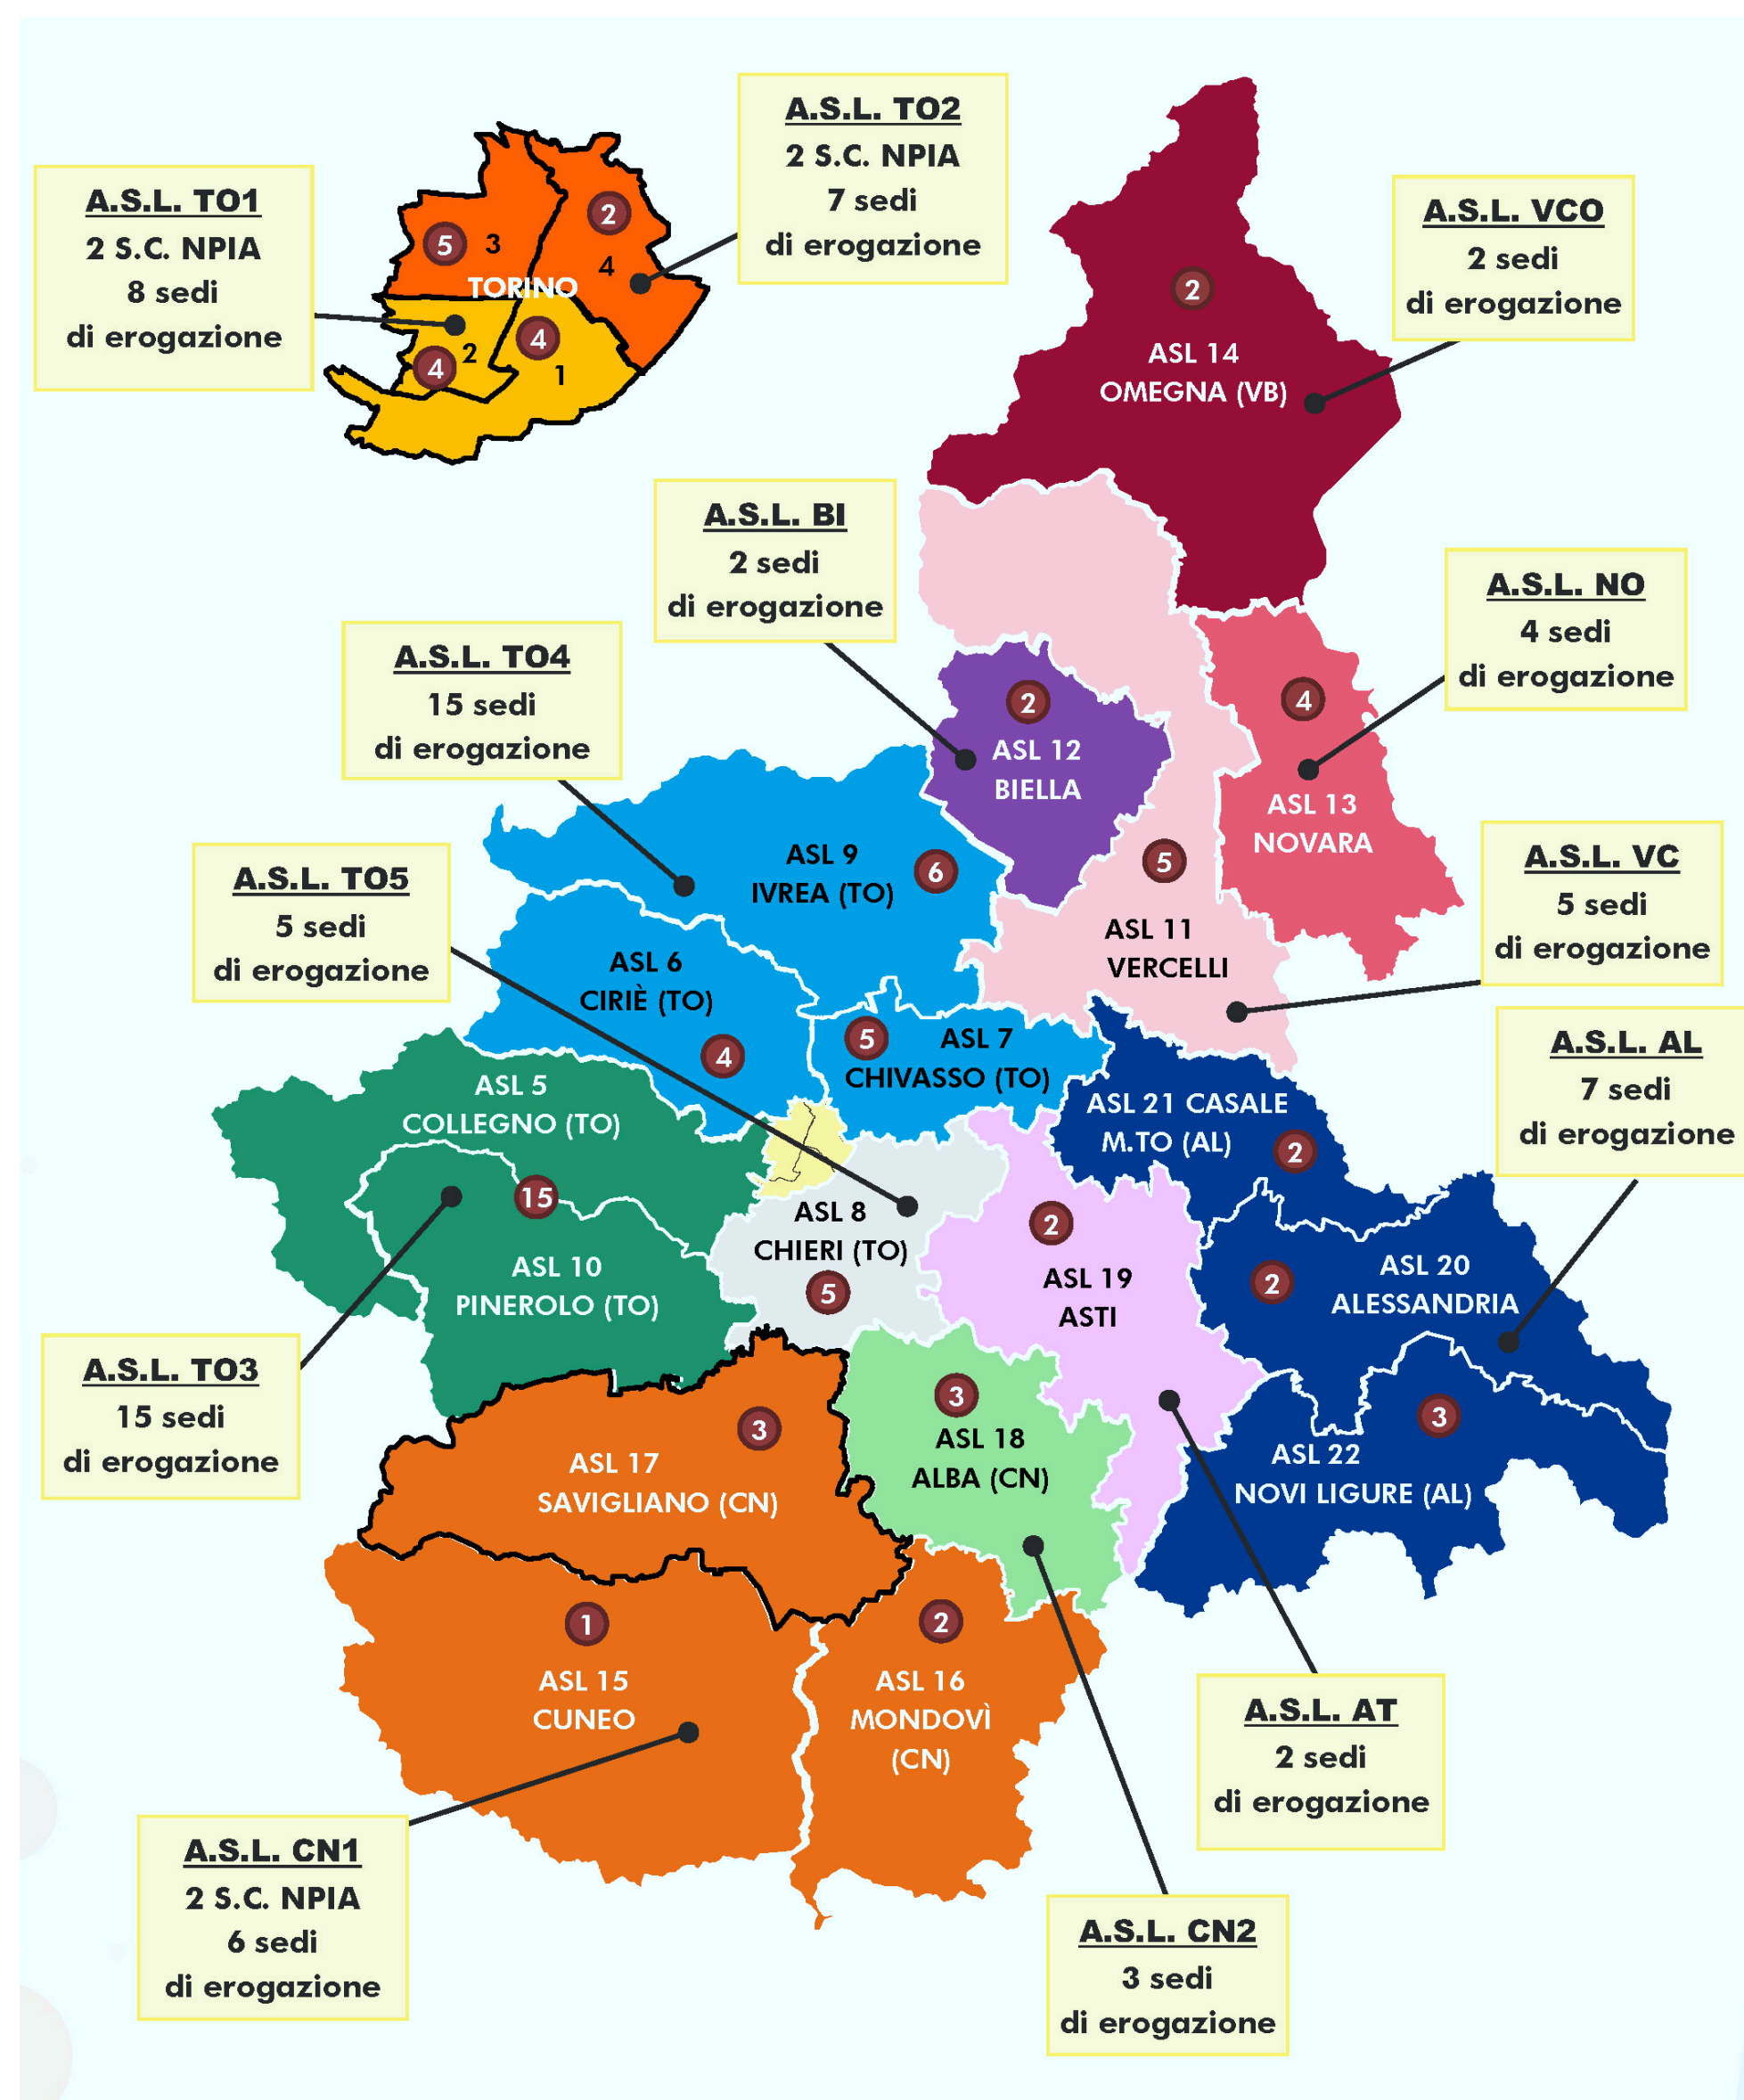 A.S.L. TO2
2 S.C. NPIA
7 sedi
di erogazione
A.S.L. TO1
2 S.C. NPIA
8 sedi
di erogazione
2
5
3
4
TORINO
4
2
4
1
A.S.L. VCO
2 sedi
di erogazione
2
ASL 14
OMEGNA (VB)
A.S.L. BI
2 sedi
di erogazione
A.S.L. NO
4 sedi
di erogazione
A.S.L. TO4
15 sedi
di erogazione
2
ASL 12
BIELLA
4
ASL 13
NOVARA
A.S.L. TO5
5 sedi
di erogazione
ASL 9
IVREA (TO)
6
5
ASL 11
VERCELLI
A.S.L. VC
5 sedi
di erogazione
ASL 6
CIRIÈ (TO)
4
5
ASL 7
CHIVASSO (TO)
A.S.L. AL
7 sedi
di erogazione
ASL 5
COLLEGNO (TO)
ASL 21 CASALE
M.TO (AL)
2
15
ASL 10
PINEROLO (TO)
ASL 8
CHIERI (TO)
5
2
ASL 19
ASTI
2
ASL 20
ALESSANDRIA
A.S.L. TO3
15 sedi
di erogazione
3
ASL 17
SAVIGLIANO (CN)
3
ASL 18
ALBA (CN)
3
ASL 22
NOVI LIGURE (AL)
1
ASL 15
CUNEO
2
ASL 16
MONDOVÌ
(CN)
A.S.L. AT
2 sedi
di erogazione
A.S.L. CN1
2 S.C. NPIA
6 sedi
di erogazione
A.S.L. CN2
3 sedi
di erogazione